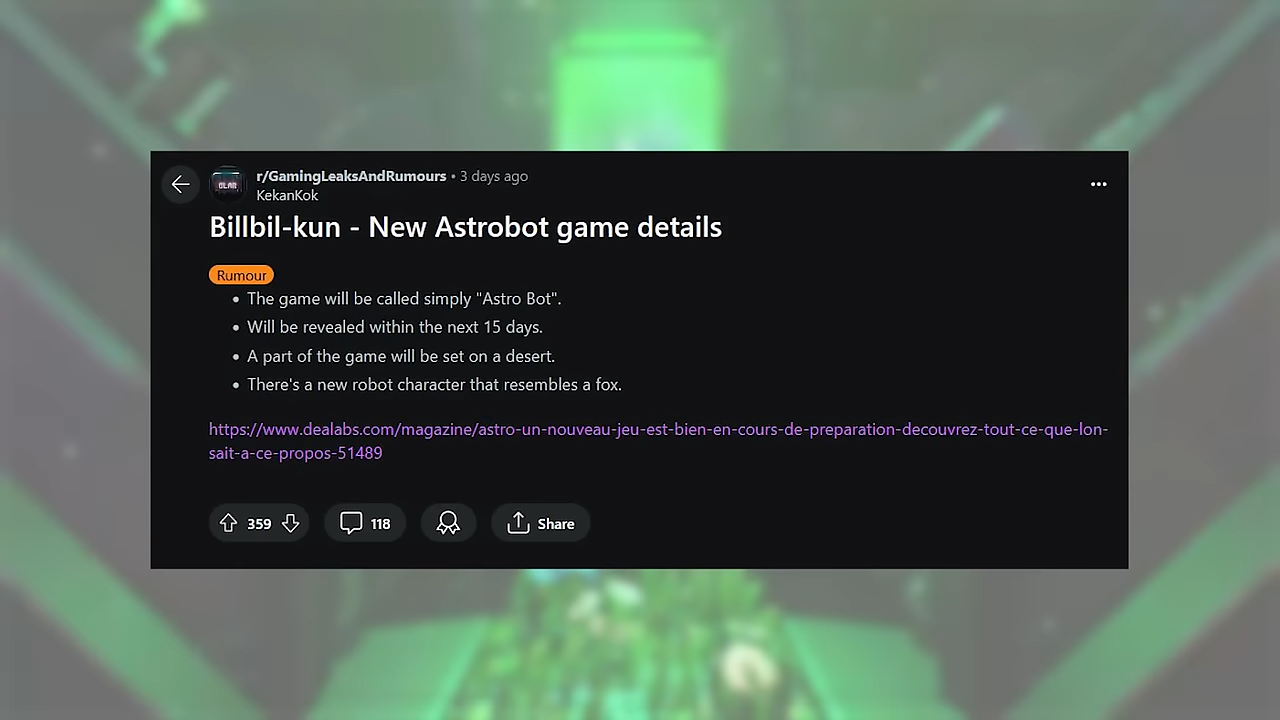 GLAR
r/GamingLeaksAndRumours • 3 days ago
KekanKok
Billbil-kun - New Astrobot game details
Rumour
• The game will be called simply "Astro Bot".
• Will be revealed within the next 15 days.
• A part of the game will be set on a desert.
• There's a new robot character that resembles a fox.
https://www.dealabs.com/magazine/astro-un-nouveau-jeu-est-bien-en-cours-de-preparation-decouvrez-tout-ce-que-lon-
sait-a-ce-propos-51489
359 118 Share